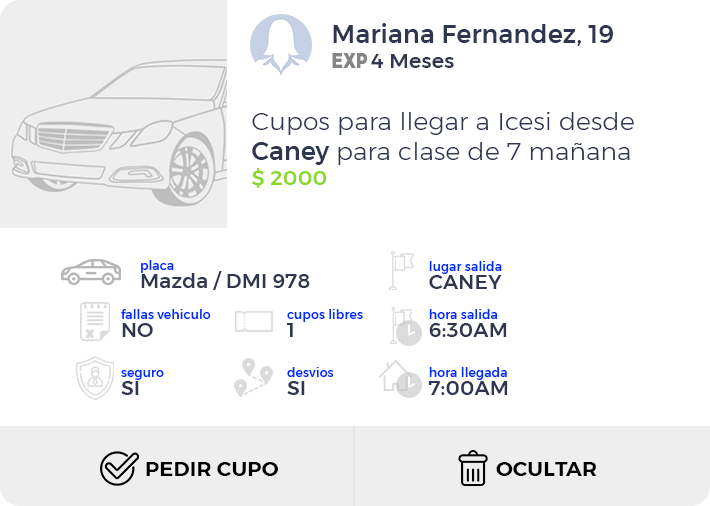 Mariana Fernandez, 19
EXP 4 Meses
Cupos para llegar a Icesi desde
Caney para clase de 7 mañana
$ 2000
placa
Mazda / DMI 978
lugar salida
CANEY
fallas vehiculo
NO
cupos libres
1
hora salida
6:30AM
seguro
SI
desvios
SI
hora llegada
7:00AM
PEDIR CUPO
OCULTAR